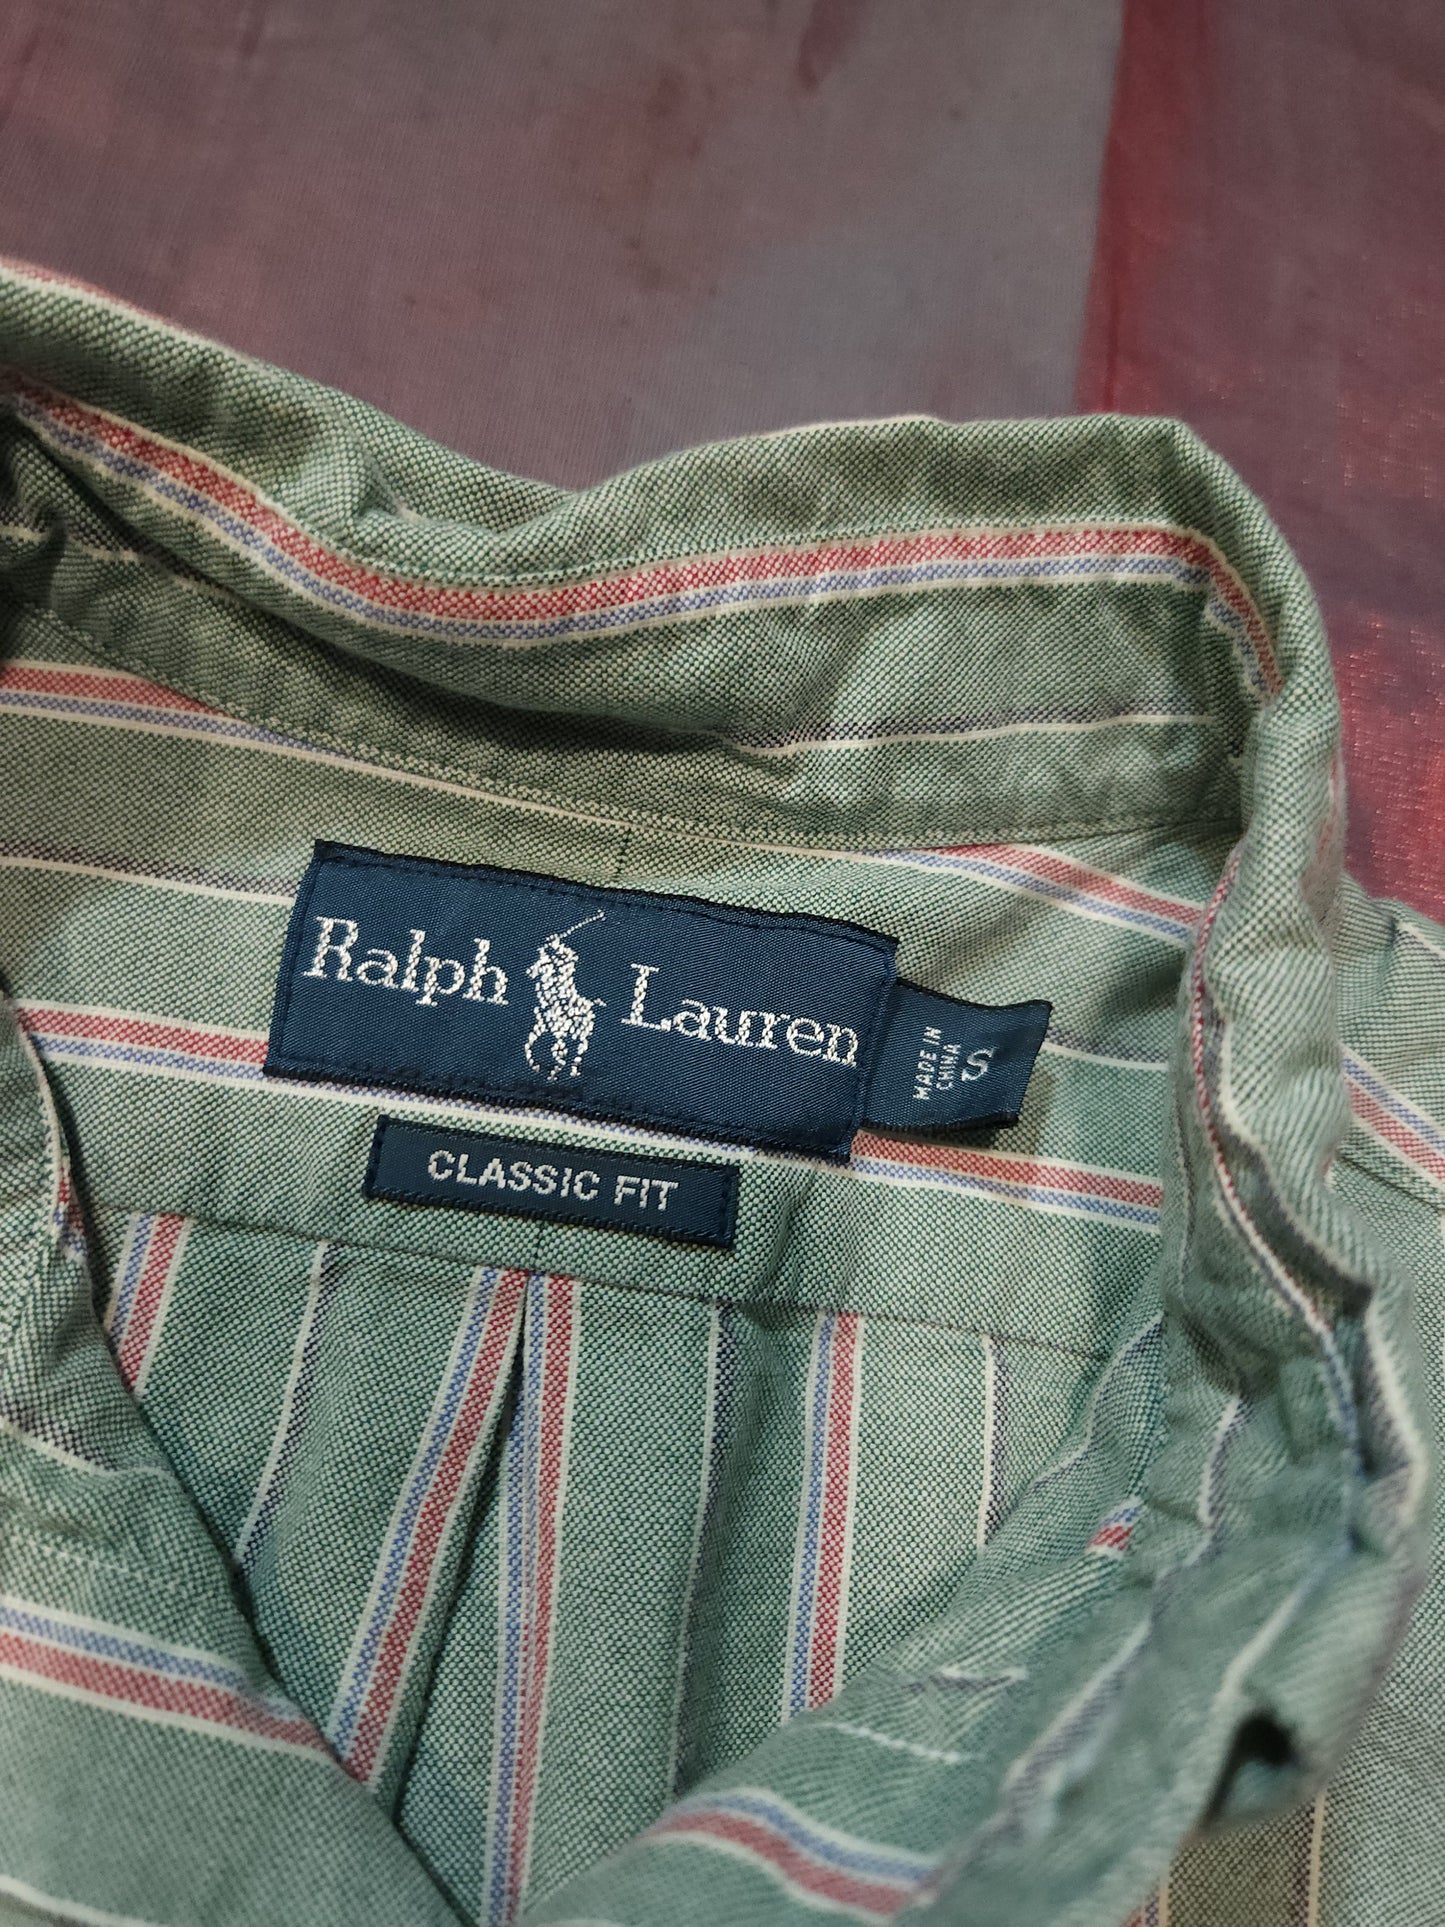 Ralph Lauren
MADE IN
CHINA
S
CLASSIC FIT